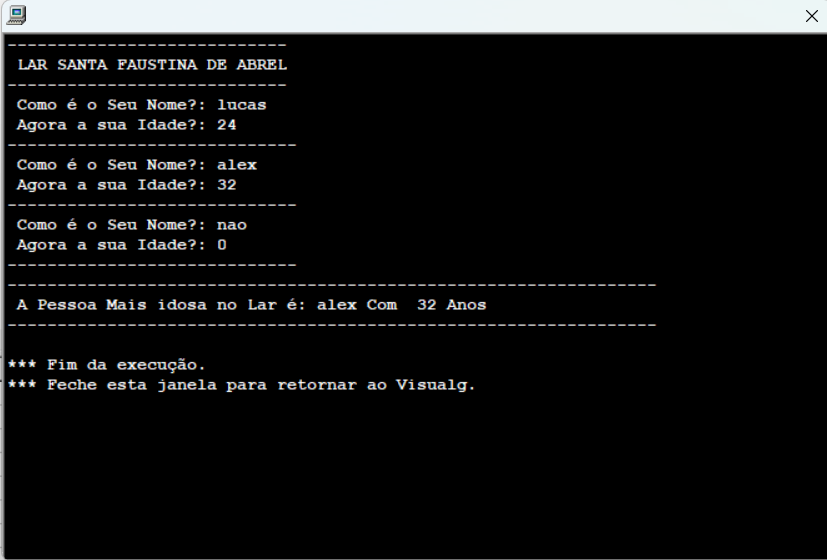 ----------------------------
LAR SANTA FAUSTINA DE ABREL
----------------------------
Como é o Seu Nome?: lucas
Agora a sua Idade?: 24
-----------------------------
Como é o Seu Nome?: alex
Agora a sua Idade?: 32
-----------------------------
Como é o Seu Nome?: nao
Agora a sua Idade?: 0
-----------------------------
-----------------------------------------------------------------
A Pessoa Mais idosa no Lar é: alex Com  32 Anos
-----------------------------------------------------------------
*** Fim da execução.
*** Feche esta janela para retornar ao Visualg.